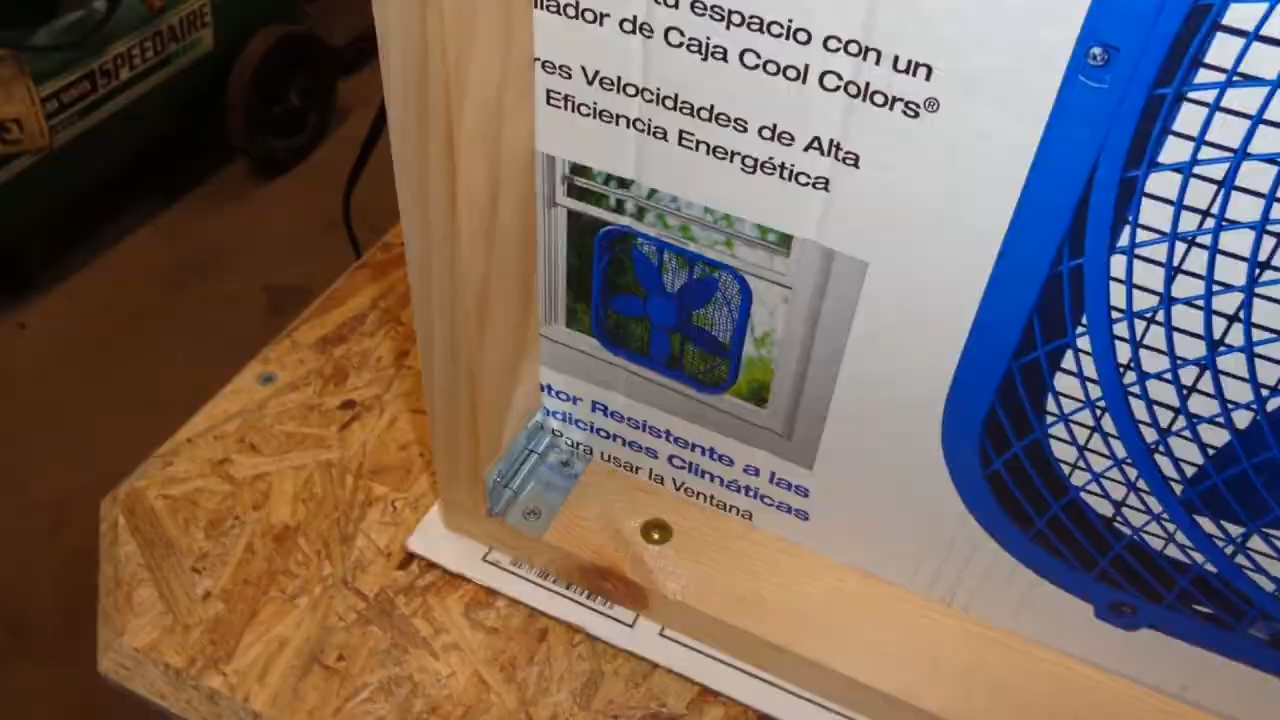 SPEEDAIRE
tu espacio con un
lador de Caja Cool Colors®
res Velocidades de Alta
Eficiencia Energética
tor Resistente a las
diciones Climáticas
Para usar la Ventana